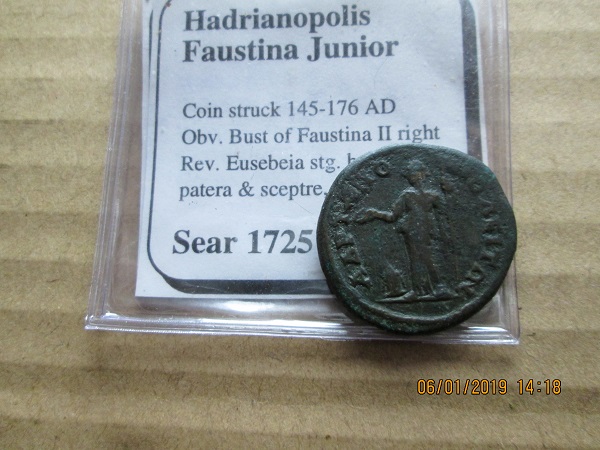 Hadrianopolis
Faustina Junior
Coin struck 145-176 AD
Obv. Bust of Faustina II right
Rev. Eusebeia stg.
patera & sceptre.
Sear 1725
06/01/2019 14:18